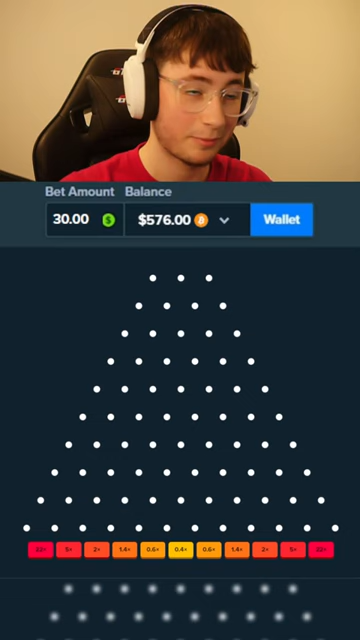 Bet Amount Balance
30.00 $576.00 Wallet
5× 2× 1.4× 0.6× 0.4× 0.6× 1.4× 2× 5×